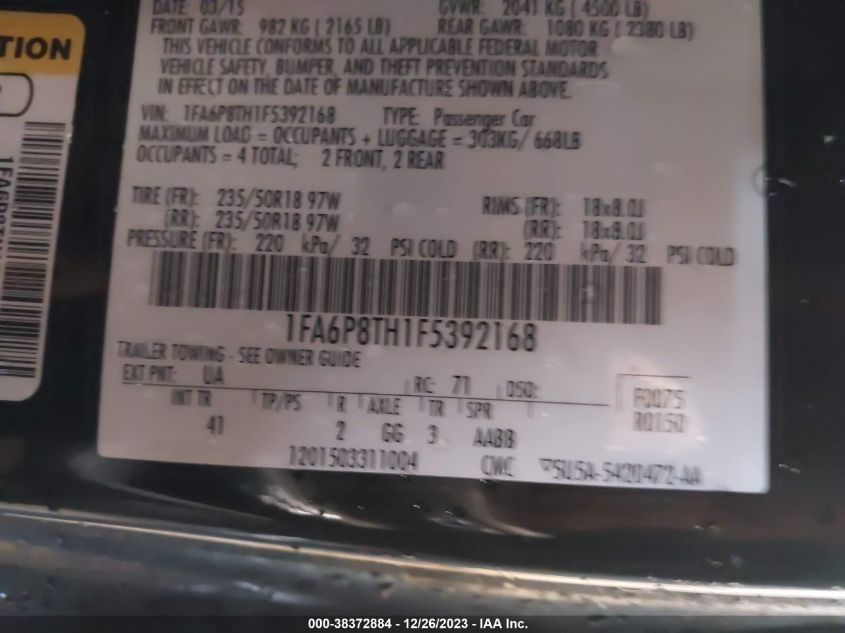 DATE: 03/15 GVWR: 2041 KG ( 4500 LB)
FRONT GAWR: 982 KG ( 2165 LB) REAR GAWR: 1080 KG ( 2380 LB)
THIS VEHICLE CONFORMS TO ALL APPLICABLE FEDERAL MOTOR
VEHICLE SAFETY, BUMPER, AND THEFT PREVENTION STANDARDS
IN EFFECT ON THE DATE OF MANUFACTURE SHOWN ABOVE.
VIN: 1FA6P8TH1F5392168 TYPE: Passenger Car
MAXIMUM LOAD = OCCUPANTS + LUGGAGE = 303KG/ 668LB
OCCUPANTS = 4 TOTAL; 2 FRONT, 2 REAR
TIRE (FR): 235/50R18 97W RIMS (FR): 18x8.0J
(RR): 235/50R18 97W (RR): 18x8.0J
PRESSURE (FR): 220 kPa/ 32 PSI COLD (RR): 220 kPa/ 32 PSI COLD
1FA6P8TH1F5392168
TRAILER TOWING - SEE OWNER GUIDE
EXT PNT: UA RC: 71 DSO: F0075
INT TR TP/PS R AXLE TR SPR R0150
41 2 GG 3 AABB
1201503311004 CWC 5U5A-5420472-AA
TION
000-38372884 - 12/26/2023 - IAA Inc.